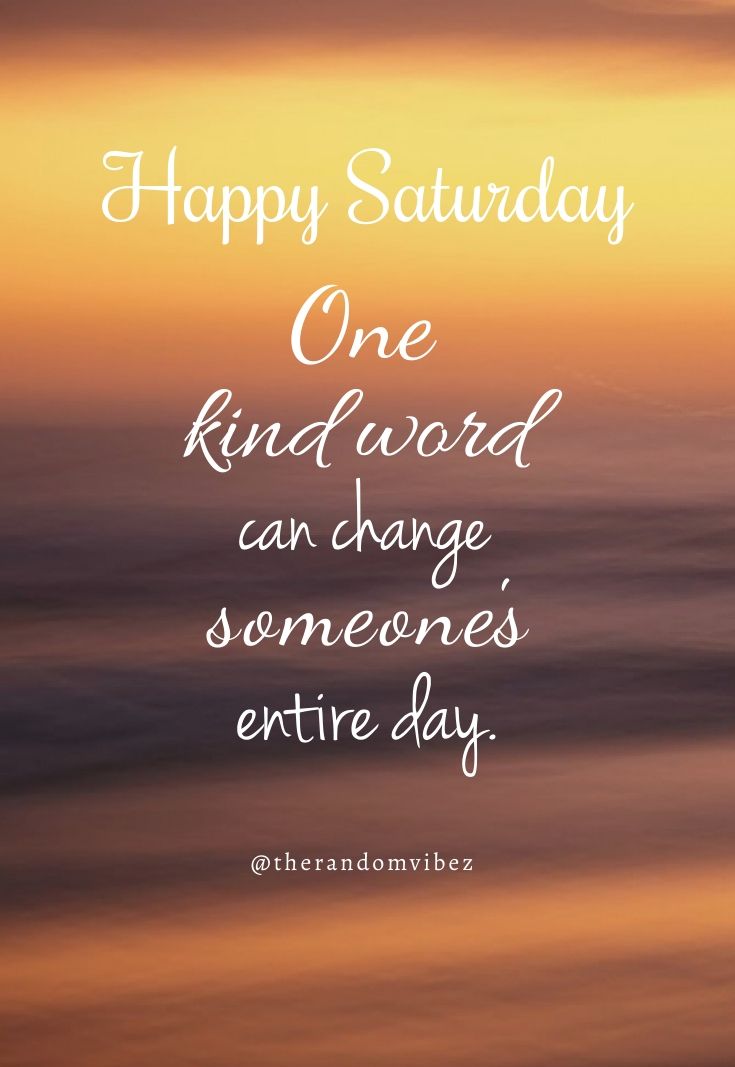 Happy Saturday
One
kind word
can change
someone's
entire day.
@therandomvibez